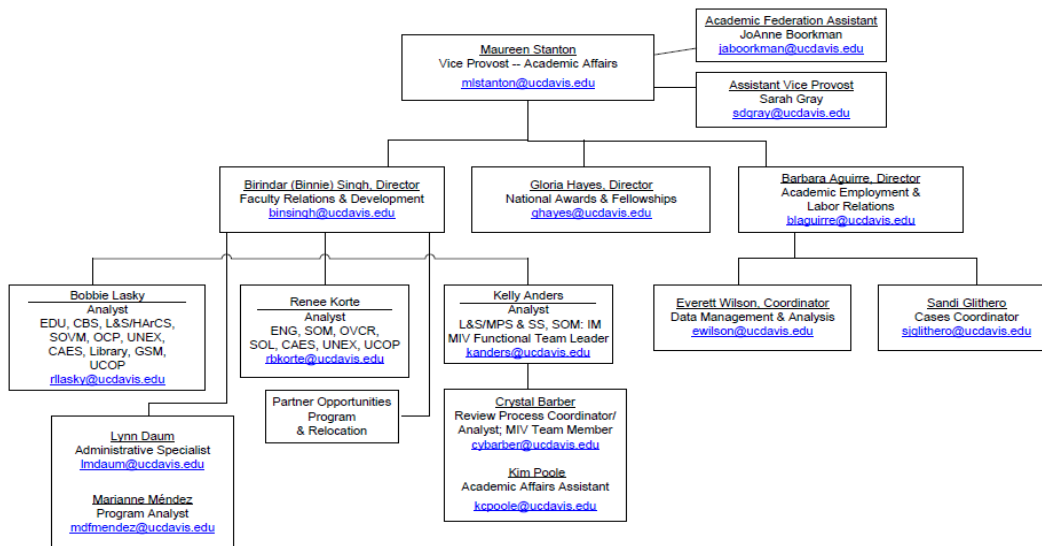 Academic Federation Assistant
JoAnne Boorkman
jaboorkman@ucdavis.edu
Maureen Stanton
Vice Provost -- Academic Affairs
mlstanton@ucdavis.edu
Assistant Vice Provost
Sarah Gray
sdgray@ucdavis.edu
Birindar (Binnie) Singh, Director
Faculty Relations & Development
binsingh@ucdavis.edu
Gloria Hayes, Director
National Awards & Fellowships
ghayes@ucdavis.edu
Barbara Aguirre, Director
Academic Employment &
Labor Relations
blaguirre@ucdavis.edu
Bobbie Lasky
Analyst
EDU, CBS, L&S/HArCS,
SOVM, OCP, UNEX,
CAES, Library, GSM,
UCOP
rllasky@ucdavis.edu
Renee Korte
Analyst
ENG, SOM, OVCR,
SOL, CAES, UNEX, UCOP
rbkorte@ucdavis.edu
Kelly Anders
Analyst
L&S/MPS & SS, SOM: IM
MIV Functional Team Leader
kanders@ucdavis.edu
Everett Wilson, Coordinator
Data Management & Analysis
ewilson@ucdavis.edu
Sandi Glithero
Cases Coordinator
sjglithero@ucdavis.edu
Partner Opportunities
Program
& Relocation
Crystal Barber
Review Process Coordinator/
Analyst; MIV Team Member
cybarber@ucdavis.edu
Kim Poole
Academic Affairs Assistant
kcpoole@ucdavis.edu
Lynn Daum
Administrative Specialist
lmdaum@ucdavis.edu
Marianne Méndez
Program Analyst
mdfmendez@ucdavis.edu